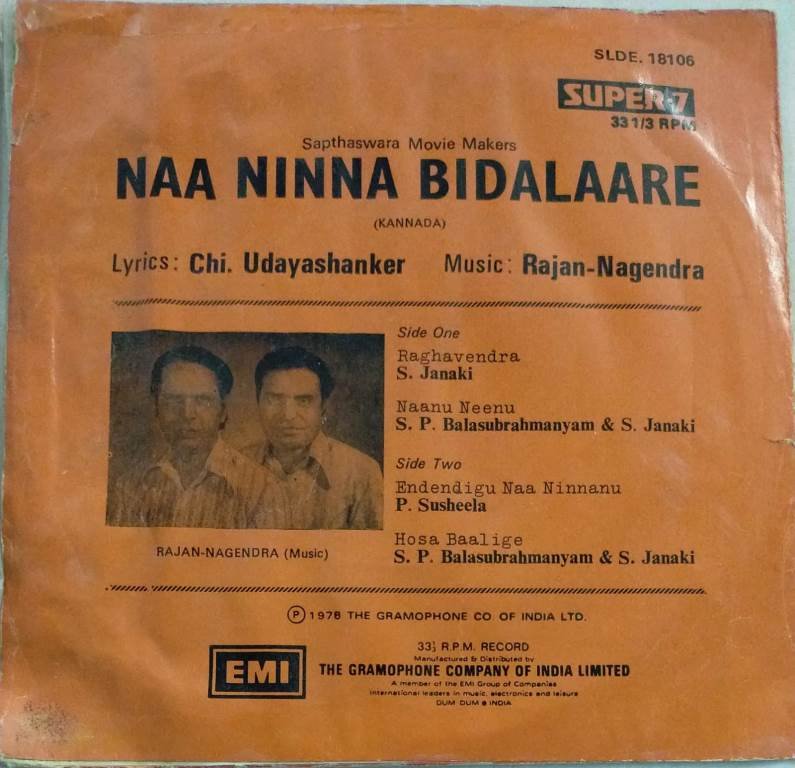 SLDE. 18106
SUPER-7
33 1/3 RPM
Sapthaswara Movie Makers
NAA NINNA BIDALAARE
(KANNADA)
Lyrics: Chi. Udayashanker Music: Rajan-Nagendra
Side One
Raghavendra
S. Janaki
Naanu Neenu
S. P. Balasubrahmanyam & S. Janaki
Side Two
Endendigu Naa Ninnanu
P. Susheela
Hosa Baalige
S. P. Balasubrahmanyam & S. Janaki
RAJAN-NAGENDRA (Music)
Ⓟ 1978 THE GRAMOPHONE CO. OF INDIA LTD.
EMI
33⅓ R.P.M. RECORD
Manufactured & Distributed by
THE GRAMOPHONE COMPANY OF INDIA LIMITED
A member of the EMI Group of Companies
International leaders in music, electronics and leisure
DUM DUM ● INDIA